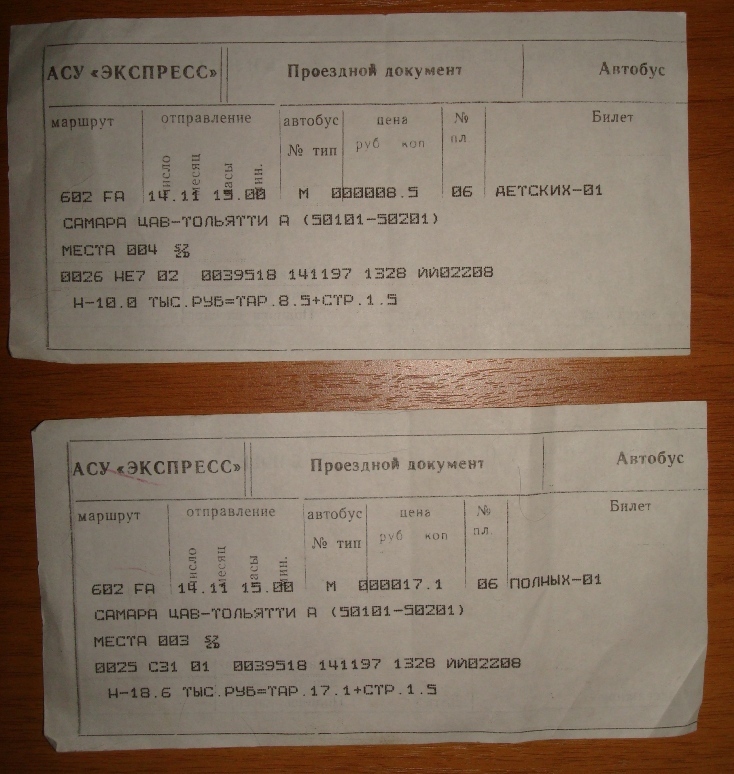 АСУ «ЭКСПРЕСС» Проездной документ Автобус
маршрут отправление автобус цена № Билет
число месяц часы мин. № тип руб коп пл.
602 FA 14.11 15.00 М 000008.5 06 ДЕТСКИХ-01
САМАРА ЦАВ-ТОЛЬЯТТИ А (50101-50201)
МЕСТА 004
0026 НЕ7 02 0039518 141197 1328 ИИ02208
Н-10.0 ТЫС.РУБ=ТАР.8.5+СТР.1.5
АСУ «ЭКСПРЕСС» Проездной документ Автобус
маршрут отправление автобус цена № Билет
число месяц часы мин. № тип руб коп пл.
602 FA 14.11 15.00 М 000017.1 06 ПОЛНЫХ-01
САМАРА ЦАВ-ТОЛЬЯТТИ А (50101-50201)
МЕСТА 003
0025 С31 01 0039518 141197 1328 ИИ02208
Н-18.6 ТЫС.РУБ=ТАР.17.1+СТР.1.5